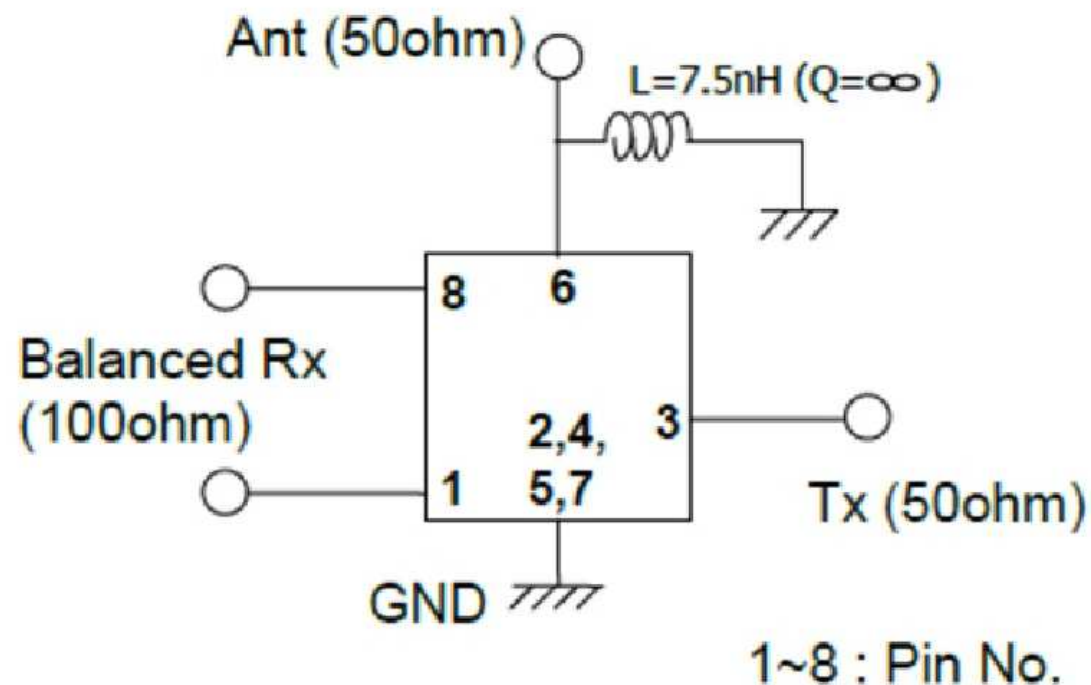 Ant (50ohm)
L=7.5nH (Q=∞)
8
6
Balanced Rx
(100ohm)
3
2,4,
5,7
1
Tx (50ohm)
GND
1~8 : Pin No.